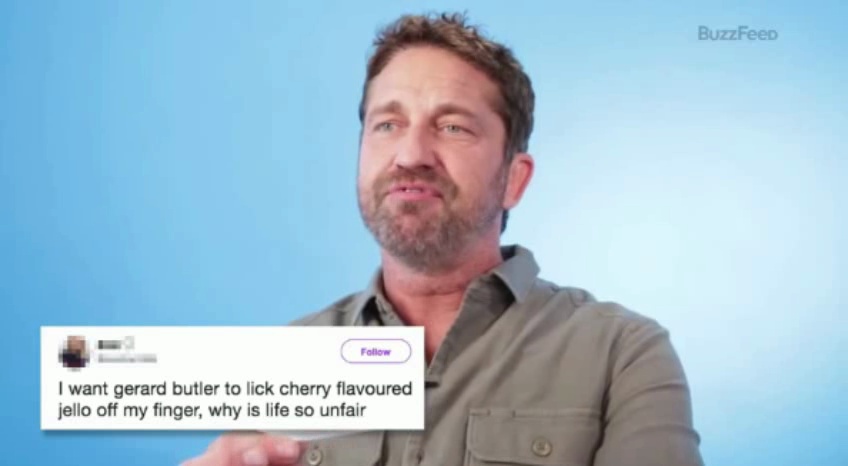 BuzzFeed
Follow
I want gerard butler to lick cherry flavoured
jello off my finger, why is life so unfair